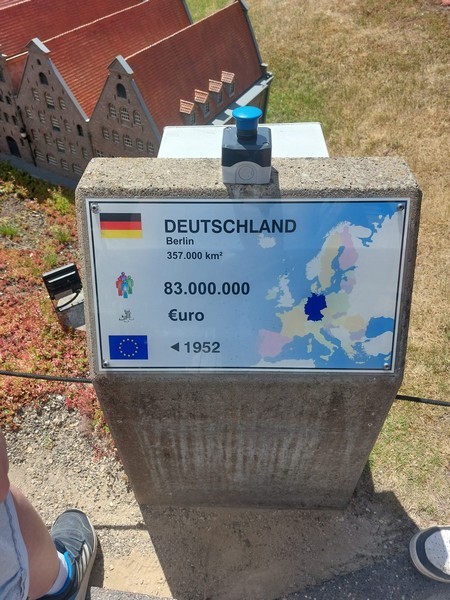 DEUTSCHLAND
Berlin
357.000 km²
83.000.000
€uro
◄1952